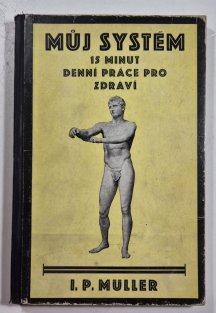 MŮJ SYSTÉM
15 MINUT
DENNÍ PRÁCE PRO
ZDRAVÍ
I. P. MULLER